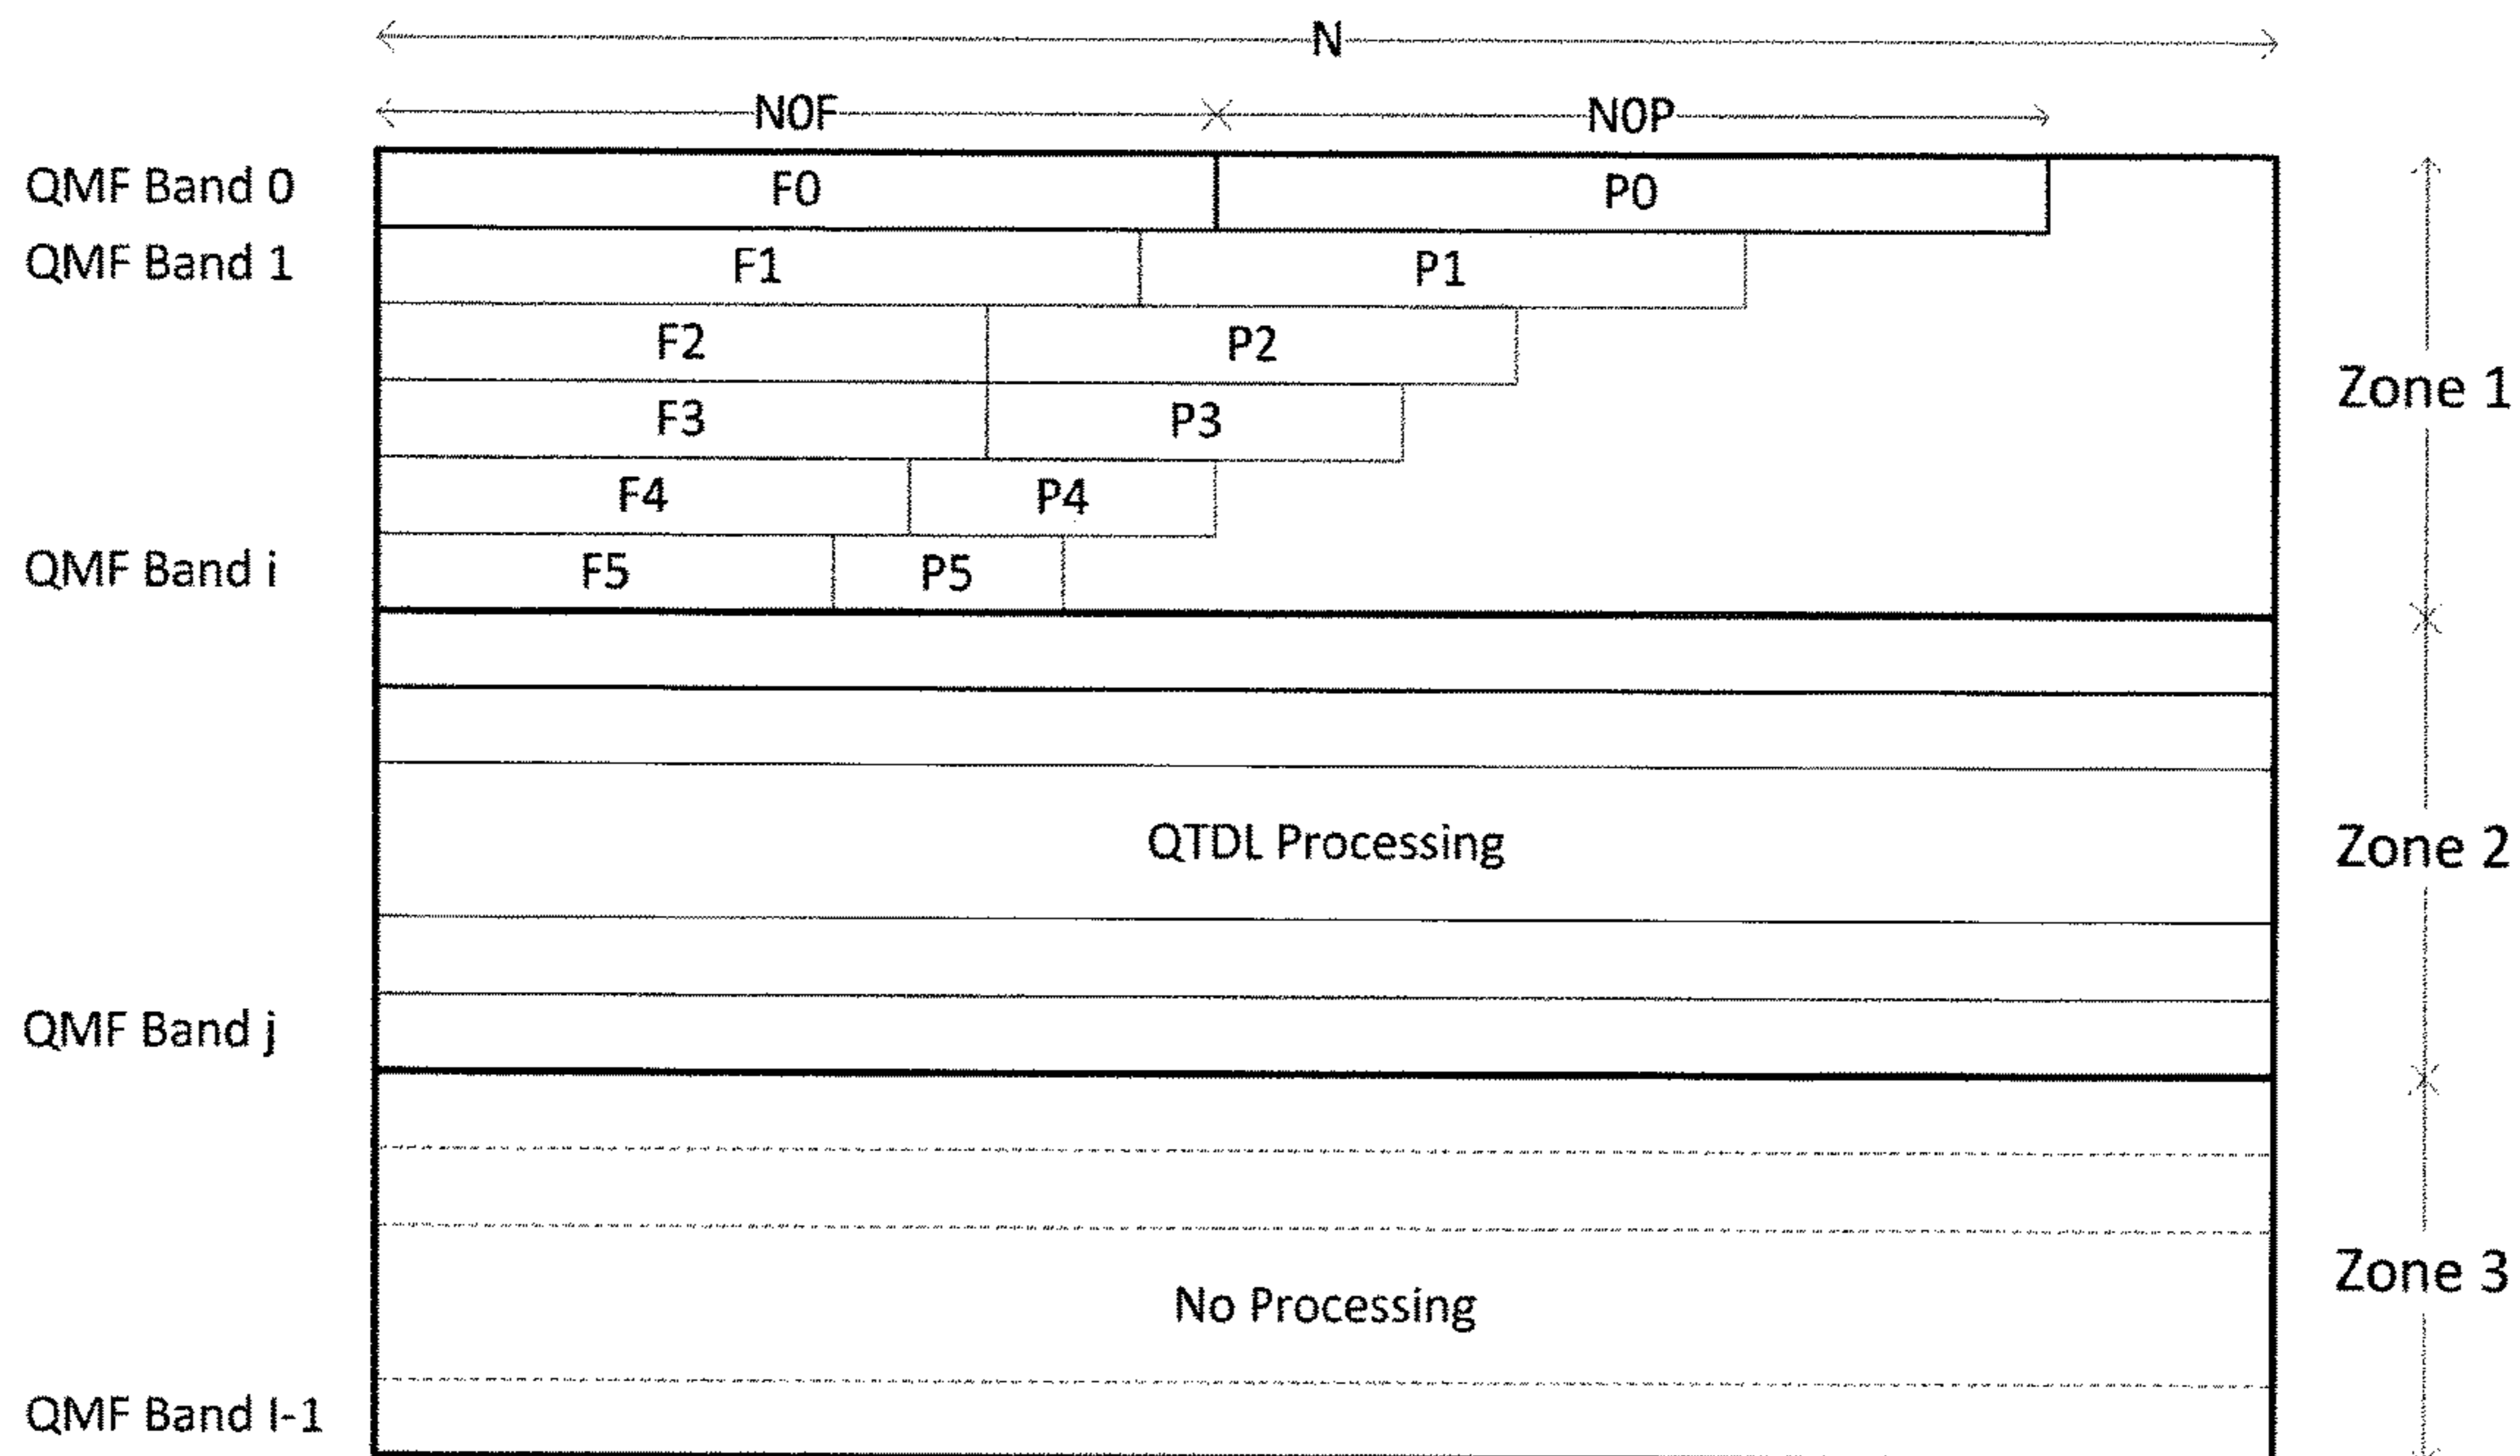 N
N0F N0P
QMF Band 0 F0 P0
QMF Band 1 F1 P1
F2 P2
F3 P3
Zone 1
F4 P4
QMF Band i F5 P5
QTDL Processing
Zone 2
QMF Band j
Zone 3
No Processing
QMF Band I-1